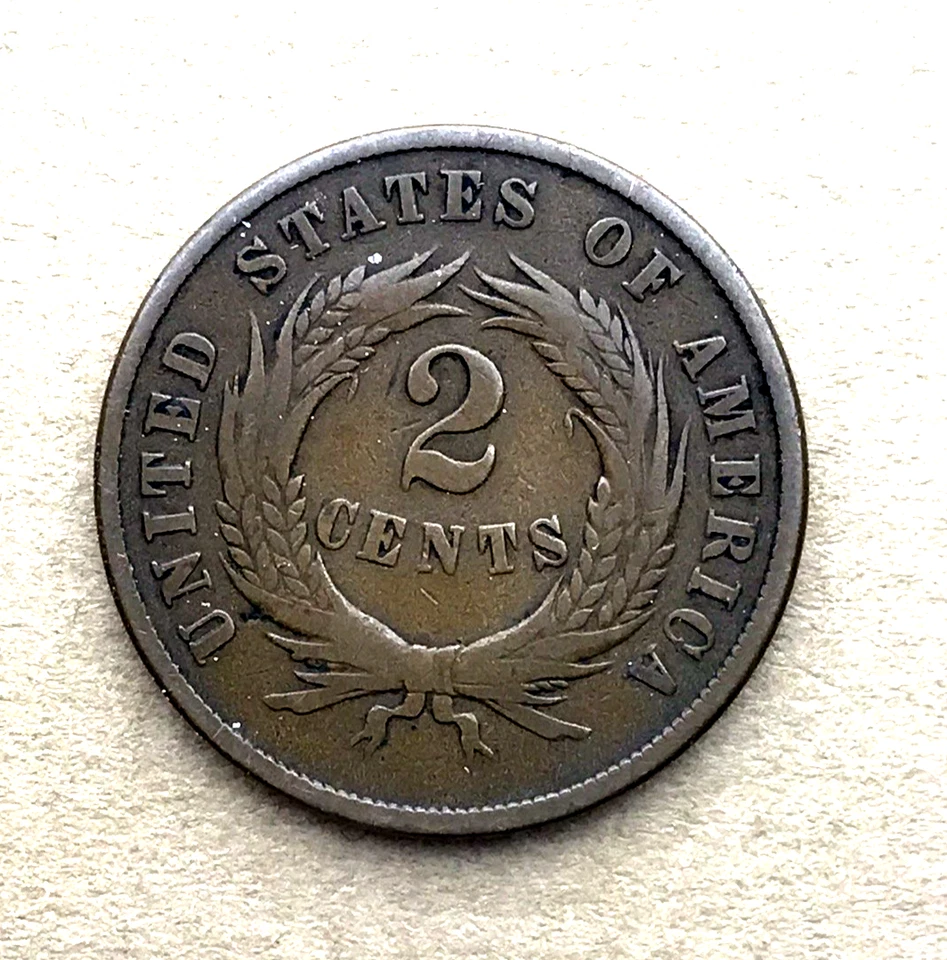 UNITED STATES OF AMERICA
2
CENTS